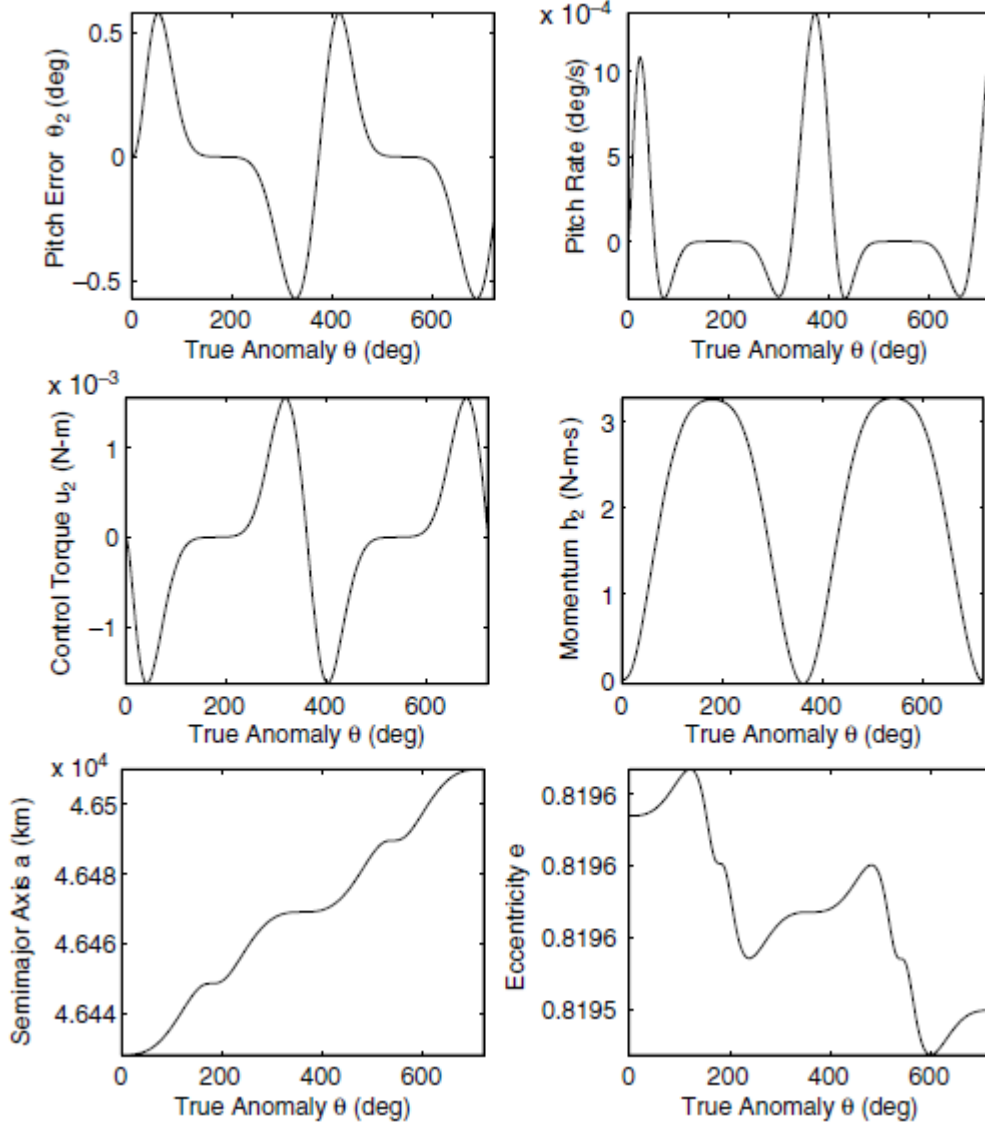 x 10⁻⁴
0.5
0
−0.5
Pitch Error θ₂ (deg)
0 200 400 600
True Anomaly θ (deg)
10
5
0
Pitch Rate (deg/s)
0 200 400 600
True Anomaly θ (deg)
x 10⁻³
1
0
−1
Control Torque u₂ (N-m)
0 200 400 600
True Anomaly θ (deg)
3
2
1
0
Momentum h₂ (N-m-s)
0 200 400 600
True Anomaly θ (deg)
x 10⁴
4.65
4.648
4.646
4.644
Semimajor Axis a (km)
0 200 400 600
True Anomaly θ (deg)
0.8196
0.8196
0.8196
0.8195
Eccentricity e
0 200 400 600
True Anomaly θ (deg)